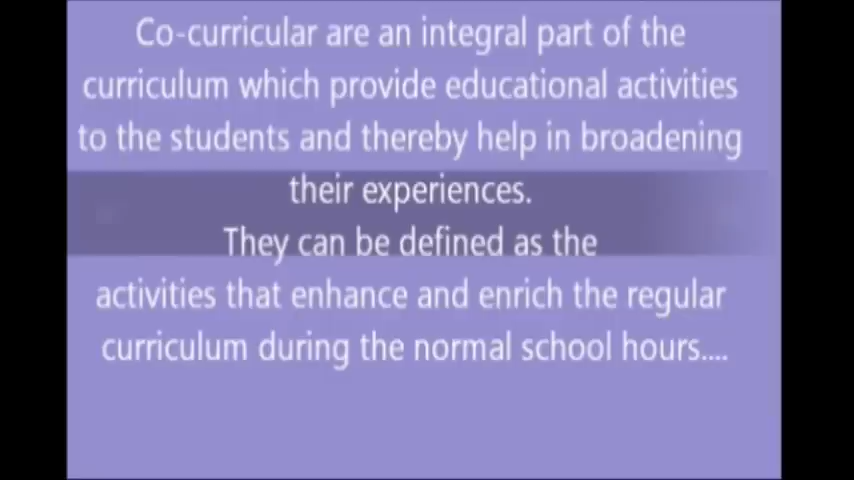 Co-curricular are an integral part of the
curriculum which provide educational activities
to the students and thereby help in broadening
their experiences.
They can be defined as the
activities that enhance and enrich the regular
curriculum during the normal school hours....